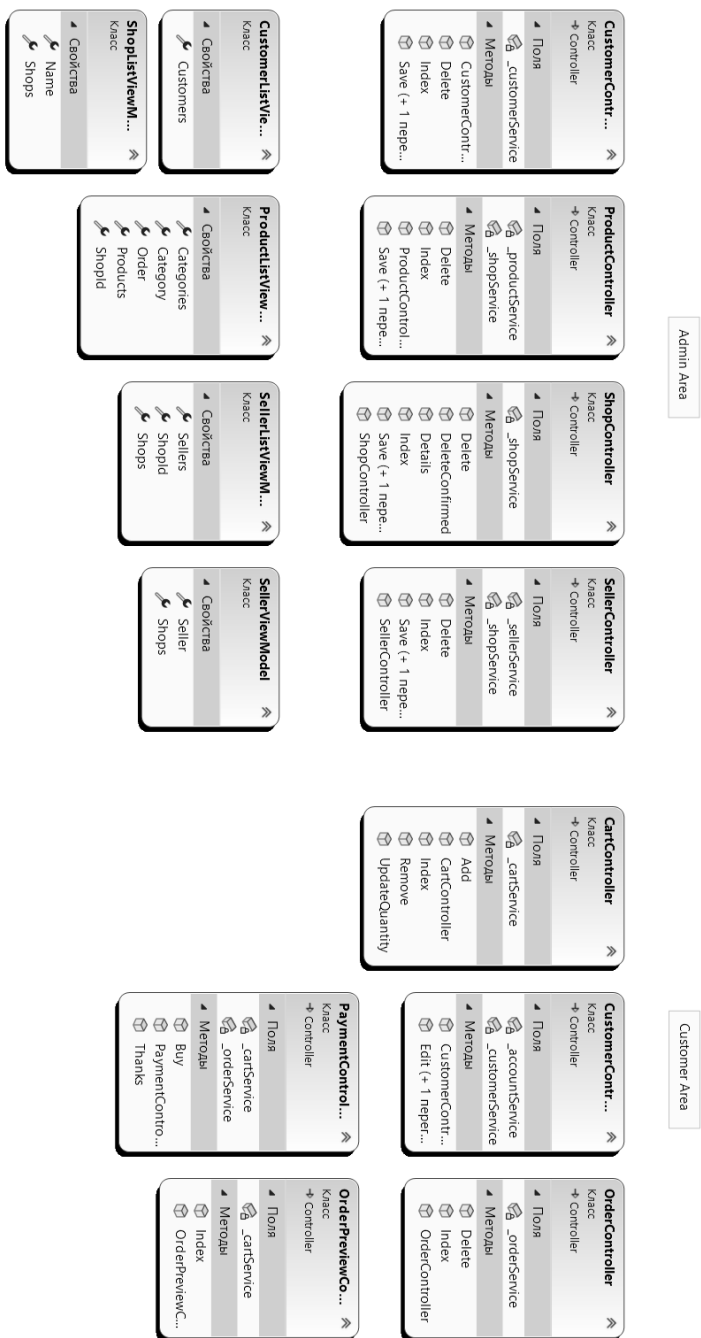 Admin Area
CustomerContr...
Класс
Controller
Поля
_customerService
Методы
CustomerContr...
Delete
Index
Save (+ 1 пере...
ProductController
Класс
Controller
Поля
_productService
_shopService
Методы
Delete
Index
ProductControl...
Save (+ 1 пере...
ShopController
Класс
Controller
Поля
_shopService
Методы
Delete
DeleteConfirmed
Details
Index
Save (+ 1 пере...
ShopController
SellerController
Класс
Controller
Поля
_sellerService
_shopService
Методы
Delete
Index
Save (+ 1 пере...
SellerController
CustomerListVie...
Класс
Свойства
Customers
ShopListViewM...
Класс
Свойства
Name
Shops
ProductListView...
Класс
Свойства
Categories
Category
Order
Products
ShopId
SellerListViewM...
Класс
Свойства
Sellers
ShopId
Shops
SellerViewModel
Класс
Свойства
Seller
Shops
Customer Area
CartController
Класс
Controller
Поля
_cartService
Методы
Add
CartController
Index
Remove
UpdateQuantity
CustomerContr...
Класс
Controller
Поля
_accountService
_customerService
Методы
CustomerContr...
Edit (+ 1 перег...
OrderController
Класс
Controller
Поля
_orderService
Методы
Delete
Index
OrderController
PaymentControl...
Класс
Controller
Поля
_cartService
_orderService
Методы
Buy
PaymentContro...
Thanks
OrderPreviewCo...
Класс
Controller
Поля
_cartService
Методы
Index
OrderPreviewC...